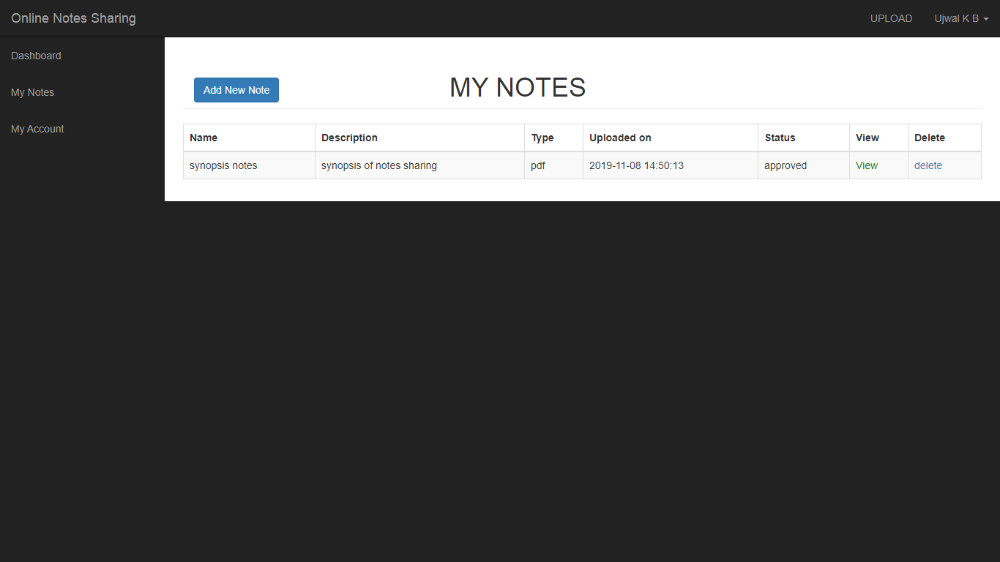 Online Notes Sharing
UPLOAD
Ujwal K B
Dashboard
My Notes
My Account
Add New Note
MY NOTES
Name Description Type Uploaded on Status View Delete
synopsis notes synopsis of notes sharing pdf 2019-11-08 14:50:13 approved View delete